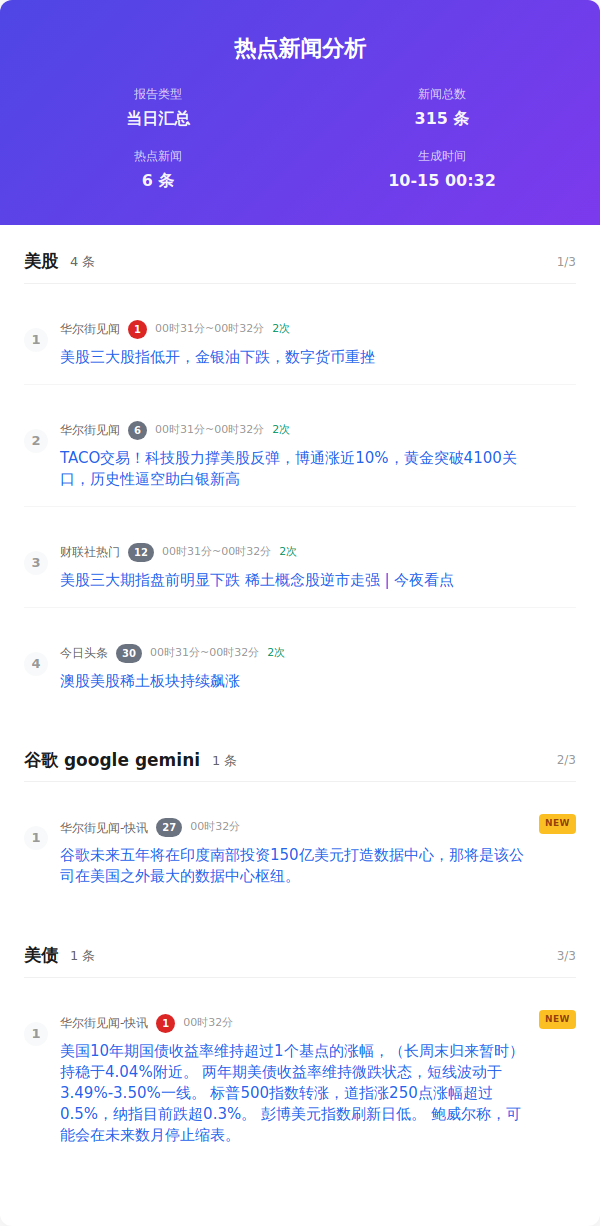 热点新闻分析
报告类型
当日汇总
新闻总数
315 条
热点新闻
6 条
生成时间
10-15 00:32
美股 4 条 1/3
1
华尔街见闻 1 00时31分~00时32分 2次
美股三大股指低开，金银油下跌，数字货币重挫
2
华尔街见闻 6 00时31分~00时32分 2次
TACO交易！科技股力撑美股反弹，博通涨近10%，黄金突破4100关
口，历史性逼空助白银新高
3
财联社热门 12 00时31分~00时32分 2次
美股三大期指盘前明显下跌 稀土概念股逆市走强 | 今夜看点
4
今日头条 30 00时31分~00时32分 2次
澳股美股稀土板块持续飙涨
谷歌 google gemini 1 条 2/3
1
华尔街见闻-快讯 27 00时32分 NEW
谷歌未来五年将在印度南部投资150亿美元打造数据中心，那将是该公
司在美国之外最大的数据中心枢纽。
美债 1 条 3/3
1
华尔街见闻-快讯 1 00时32分 NEW
美国10年期国债收益率维持超过1个基点的涨幅，（长周末归来暂时）
持稳于4.04%附近。 两年期美债收益率维持微跌状态，短线波动于
3.49%-3.50%一线。 标普500指数转涨，道指涨250点涨幅超过
0.5%，纳指目前跌超0.3%。 彭博美元指数刷新日低。 鲍威尔称，可
能会在未来数月停止缩表。